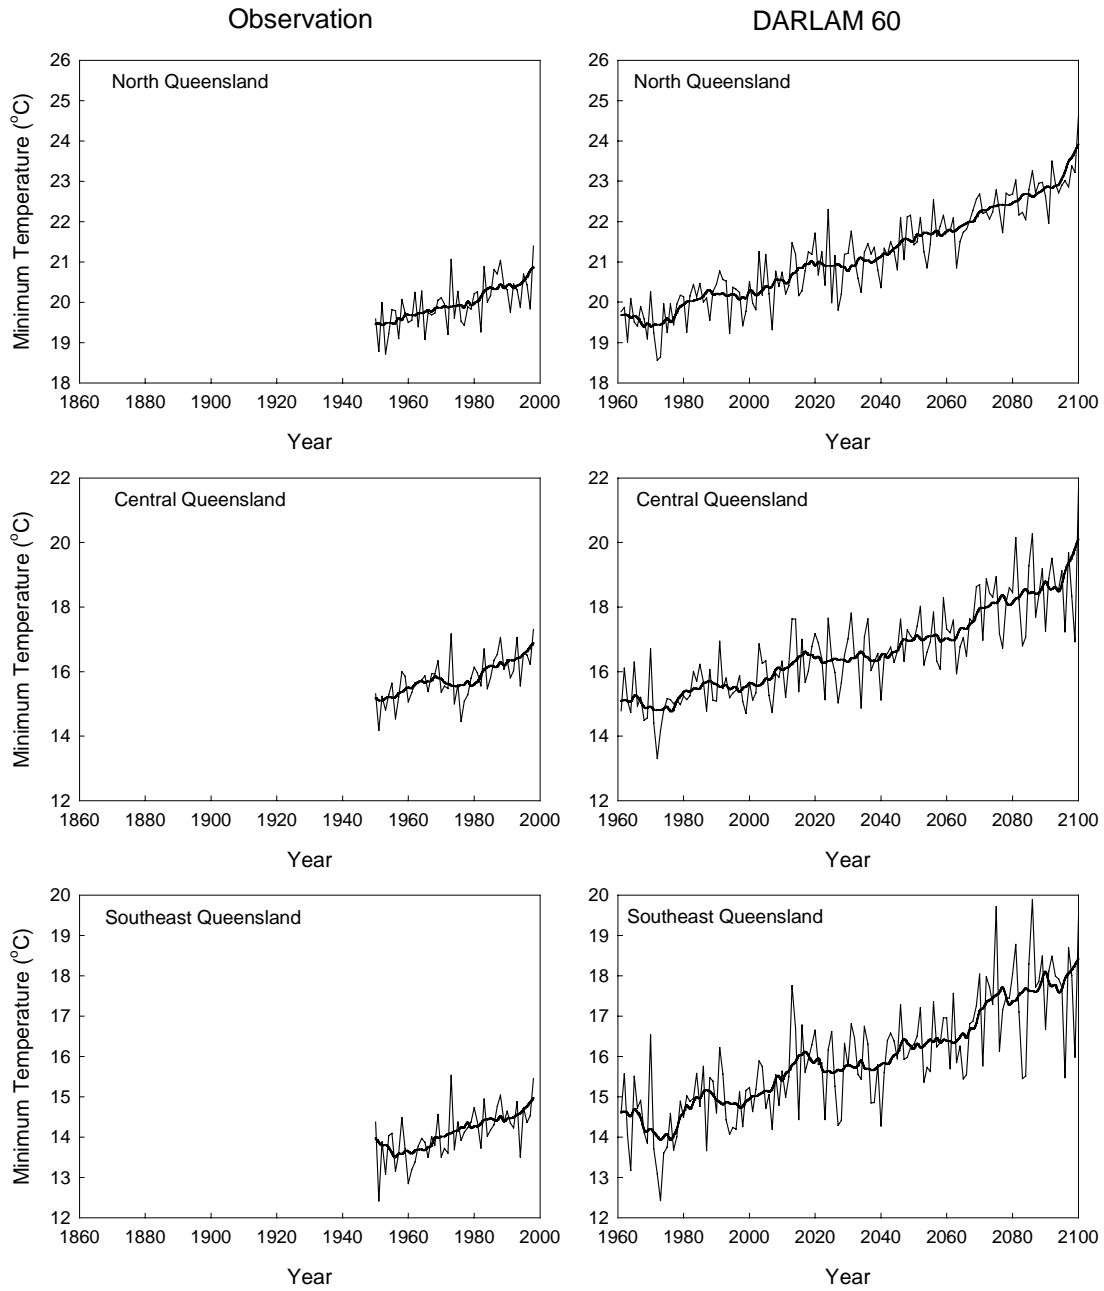 Observation
DARLAM 60
North Queensland
Minimum Temperature (°C)
26
25
24
23
22
21
20
19
18
1860 1880 1900 1920 1940 1960 1980 2000
Year
North Queensland
26
25
24
23
22
21
20
19
18
1960 1980 2000 2020 2040 2060 2080 2100
Year
Central Queensland
Minimum Temperature (°C)
22
20
18
16
14
12
1860 1880 1900 1920 1940 1960 1980 2000
Year
Central Queensland
22
20
18
16
14
12
1960 1980 2000 2020 2040 2060 2080 2100
Year
Southeast Queensland
Minimum Temperature (°C)
20
19
18
17
16
15
14
13
12
1860 1880 1900 1920 1940 1960 1980 2000
Year
Southeast Queensland
20
19
18
17
16
15
14
13
12
1960 1980 2000 2020 2040 2060 2080 2100
Year